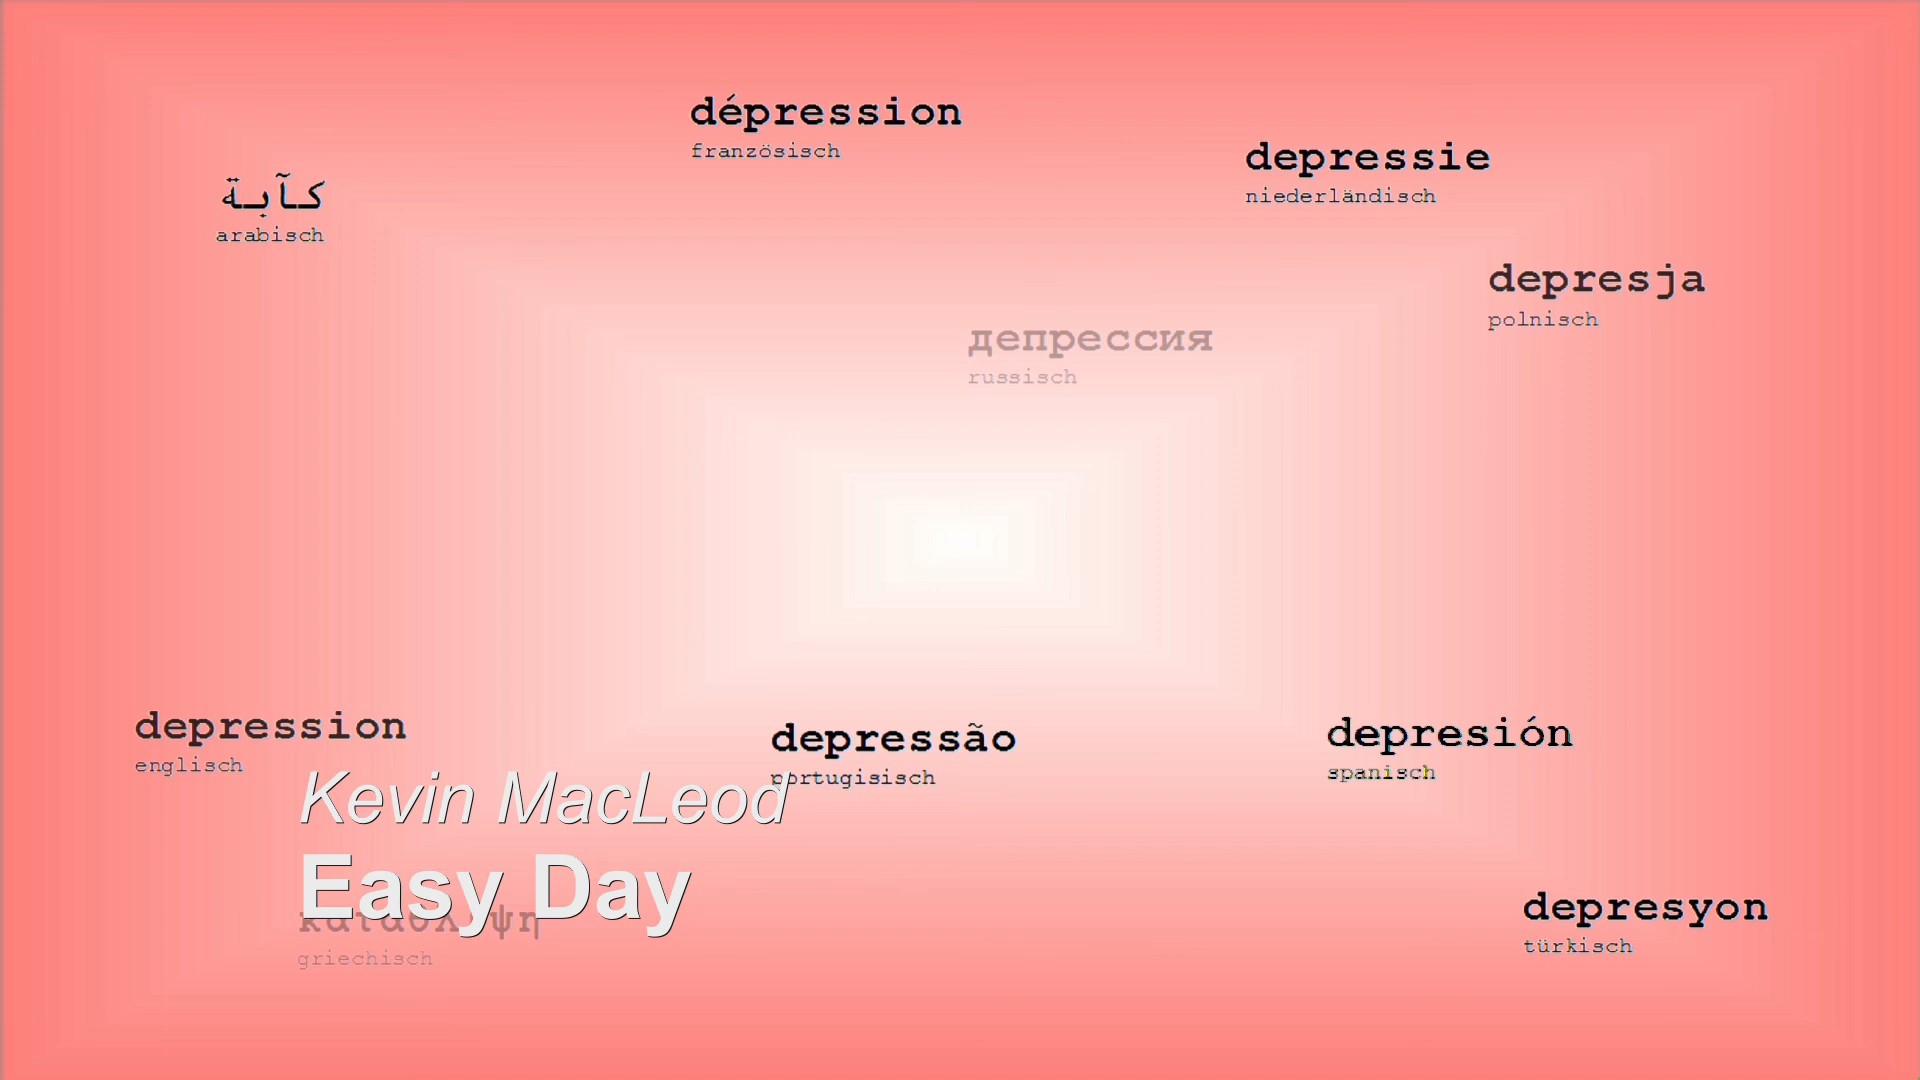 dépression
französisch
depressie
niederländisch
كآبة
arabisch
depresja
polnisch
депрессия
russisch
depression
englisch
depressão
portugisisch
depresión
spanisch
Kevin MacLeod
Easy Day
griechisch
depresyon
türkisch